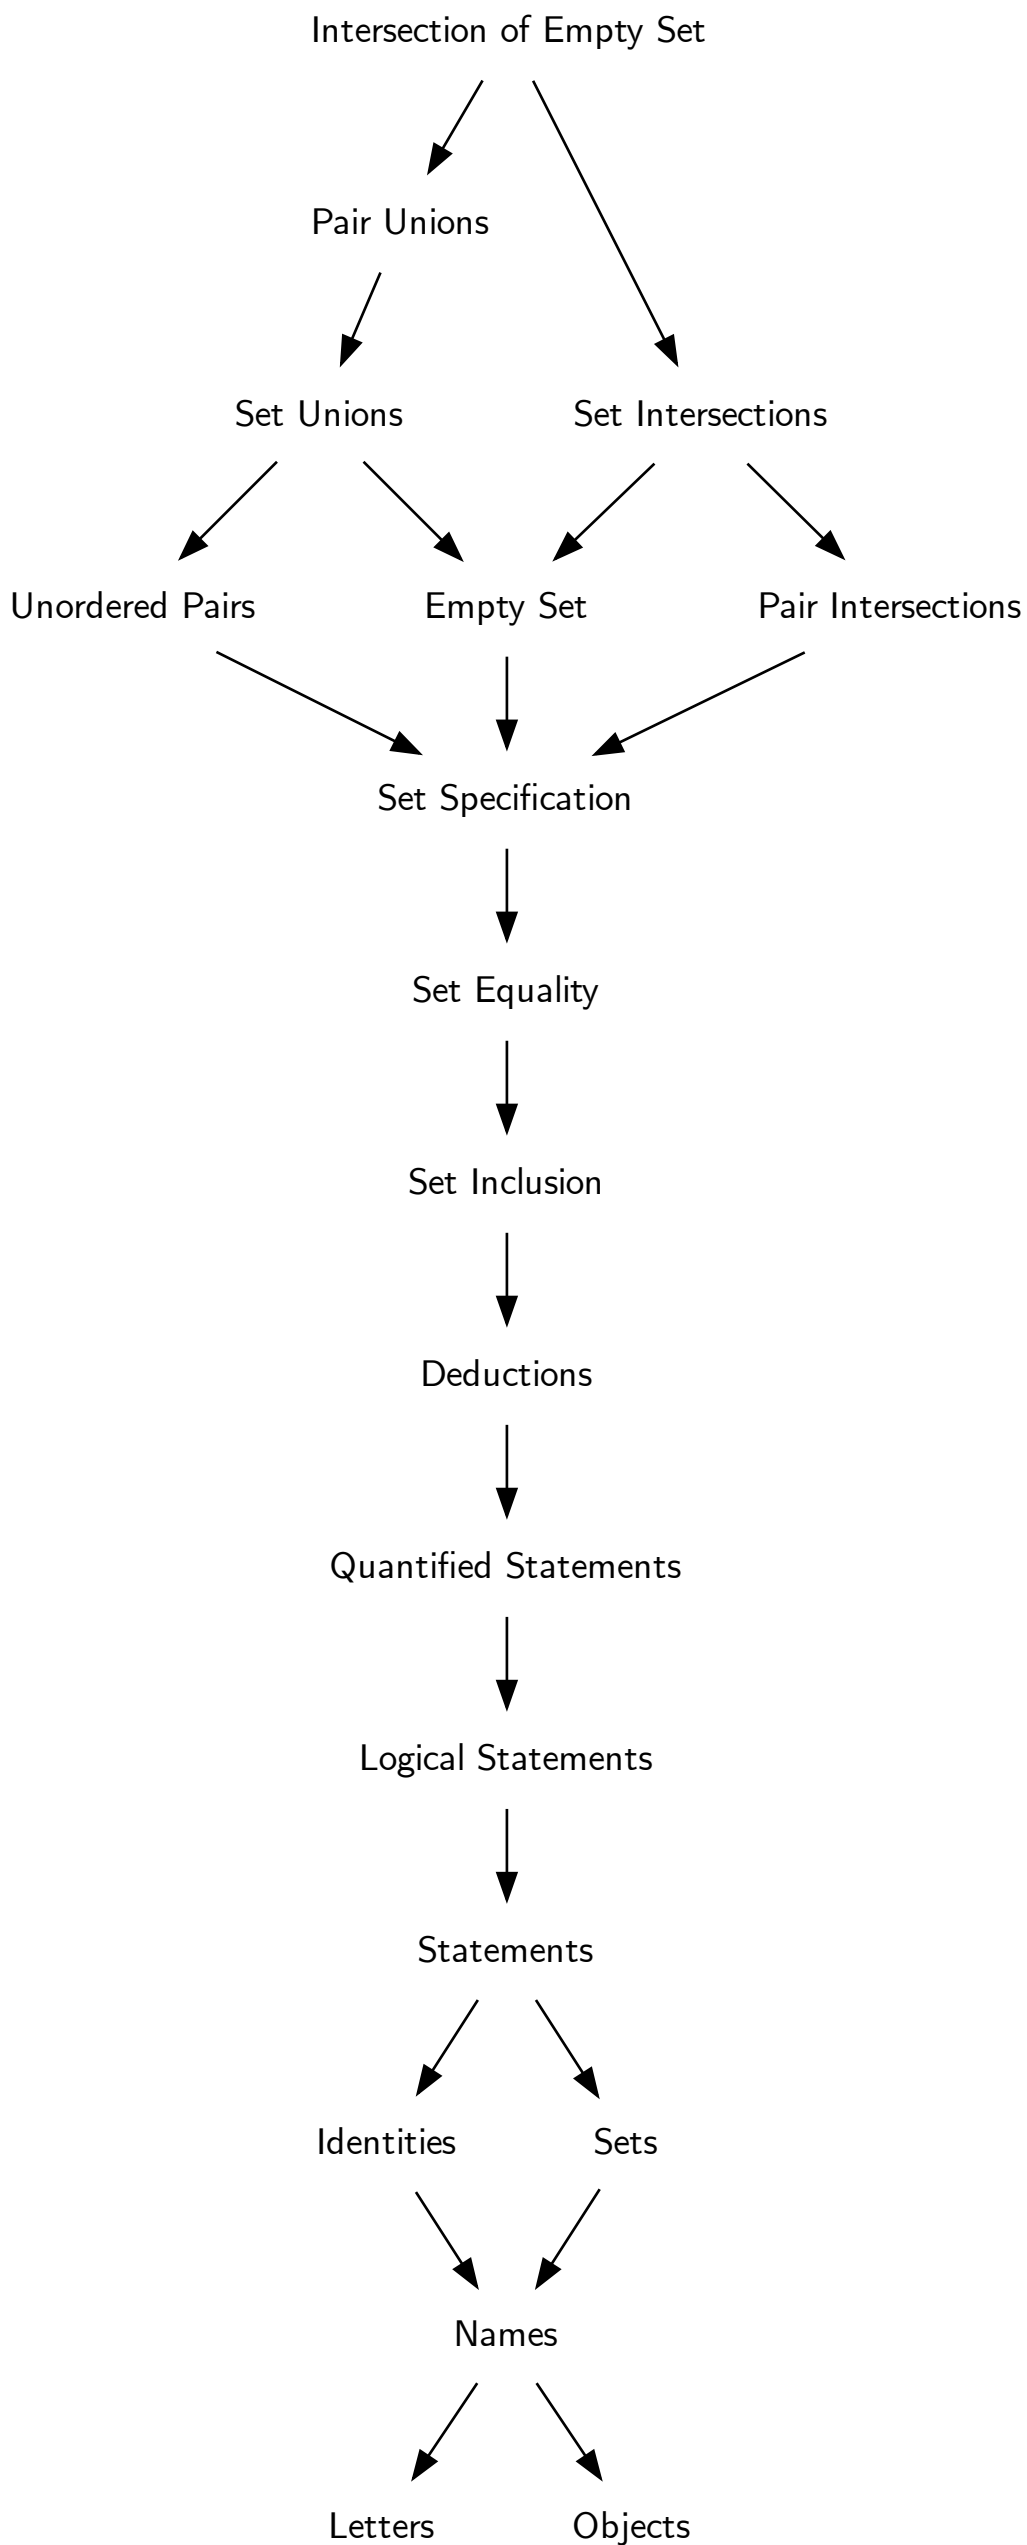 Intersection of Empty Set
Pair Unions
Set Unions
Set Intersections
Unordered Pairs
Empty Set
Pair Intersections
Set Specification
Set Equality
Set Inclusion
Deductions
Quantified Statements
Logical Statements
Statements
Identities
Sets
Names
Letters
Objects